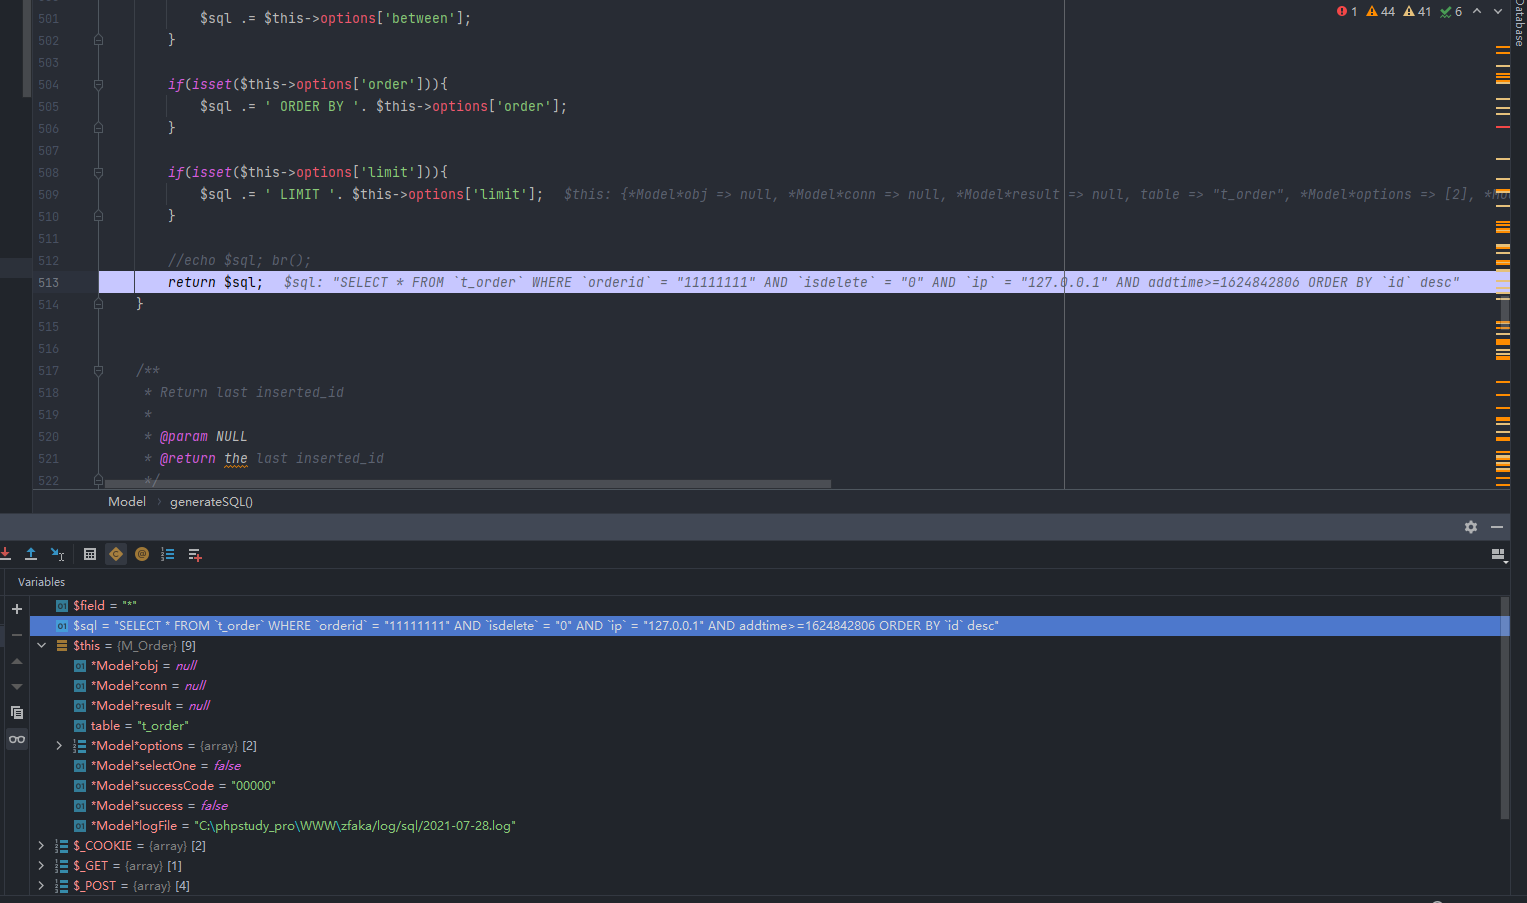 501 $sql .= $this->options['between'];
502 }
503
504 if(isset($this->options['order'])){
505 $sql .= ' ORDER BY '. $this->options['order'];
506 }
507
508 if(isset($this->options['limit'])){
509 $sql .= ' LIMIT '. $this->options['limit']; $this: {*Model*obj => null, *Model*conn => null, *Model*result => null, table => "t_order", *Model*options => [2],
510 }
511
512 //echo $sql; br();
513 return $sql; $sql: "SELECT * FROM `t_order` WHERE `orderid` = "11111111" AND `isdelete` = "0" AND `ip` = "127.0.0.1" AND addtime>=1624842806 ORDER BY `id` desc"
514 }
515
516
517 /**
518 * Return last inserted_id
519 *
520 * @param NULL
521 * @return the last inserted_id
522 */
1 44 41 6
Database
Model › generateSQL()
Variables
$field = "*"
$sql = "SELECT * FROM `t_order` WHERE `orderid` = "11111111" AND `isdelete` = "0" AND `ip` = "127.0.0.1" AND addtime>=1624842806 ORDER BY `id` desc"
$this = {M_Order} [9]
*Model*obj = null
*Model*conn = null
*Model*result = null
table = "t_order"
*Model*options = {array} [2]
*Model*selectOne = false
*Model*successCode = "00000"
*Model*success = false
*Model*logFile = "C:\phpstudy_pro\WWW\zfaka/log/sql/2021-07-28.log"
$_COOKIE = {array} [2]
$_GET = {array} [1]
$_POST = {array} [4]